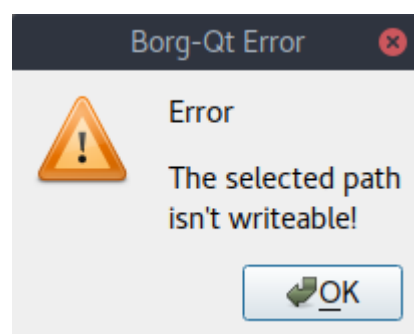 Borg-Qt Error
Error
The selected path
isn't writeable!
OK